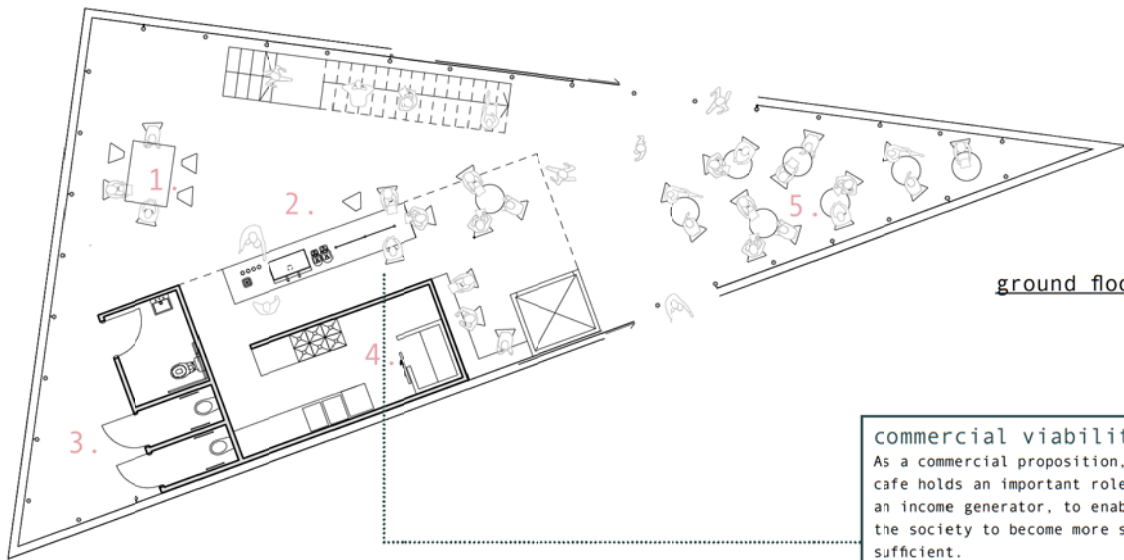 1.
2.
5.
ground floo
4.
3.
commercial viabilit
As a commercial proposition,
cafe holds an important role
an income generator, to enab
the society to become more s
sufficient.